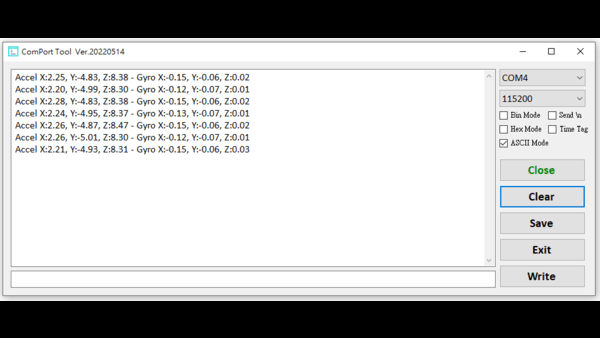 ComPort Tool Ver.20220514
Accel X:2.25, Y:-4.83, Z:8.38 - Gyro X:-0.15, Y:-0.06, Z:0.02
Accel X:2.20, Y:-4.99, Z:8.30 - Gyro X:-0.12, Y:-0.07, Z:0.01
Accel X:2.28, Y:-4.83, Z:8.38 - Gyro X:-0.15, Y:-0.06, Z:0.02
Accel X:2.24, Y:-4.95, Z:8.37 - Gyro X:-0.13, Y:-0.07, Z:0.01
Accel X:2.26, Y:-4.87, Z:8.47 - Gyro X:-0.15, Y:-0.06, Z:0.02
Accel X:2.26, Y:-5.01, Z:8.30 - Gyro X:-0.12, Y:-0.07, Z:0.01
Accel X:2.21, Y:-4.93, Z:8.31 - Gyro X:-0.15, Y:-0.06, Z:0.03
COM4
115200
Bin Mode
Send \n
Hex Mode
Time Tag
ASCII Mode
Close
Clear
Save
Exit
Write